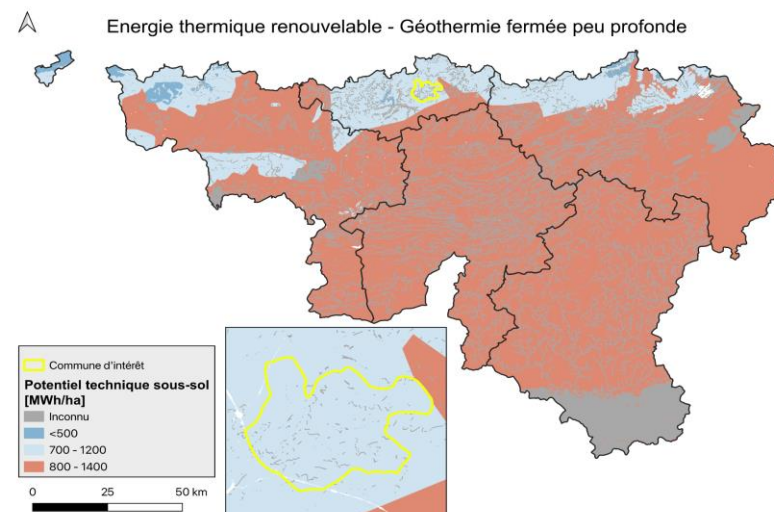 Energie thermique renouvelable - Géothermie fermée peu profonde
Commune d'intérêt
Potentiel technique sous-sol
[MWh/ha]
Inconnu
<500
700 - 1200
800 - 1400
0 25 50 km